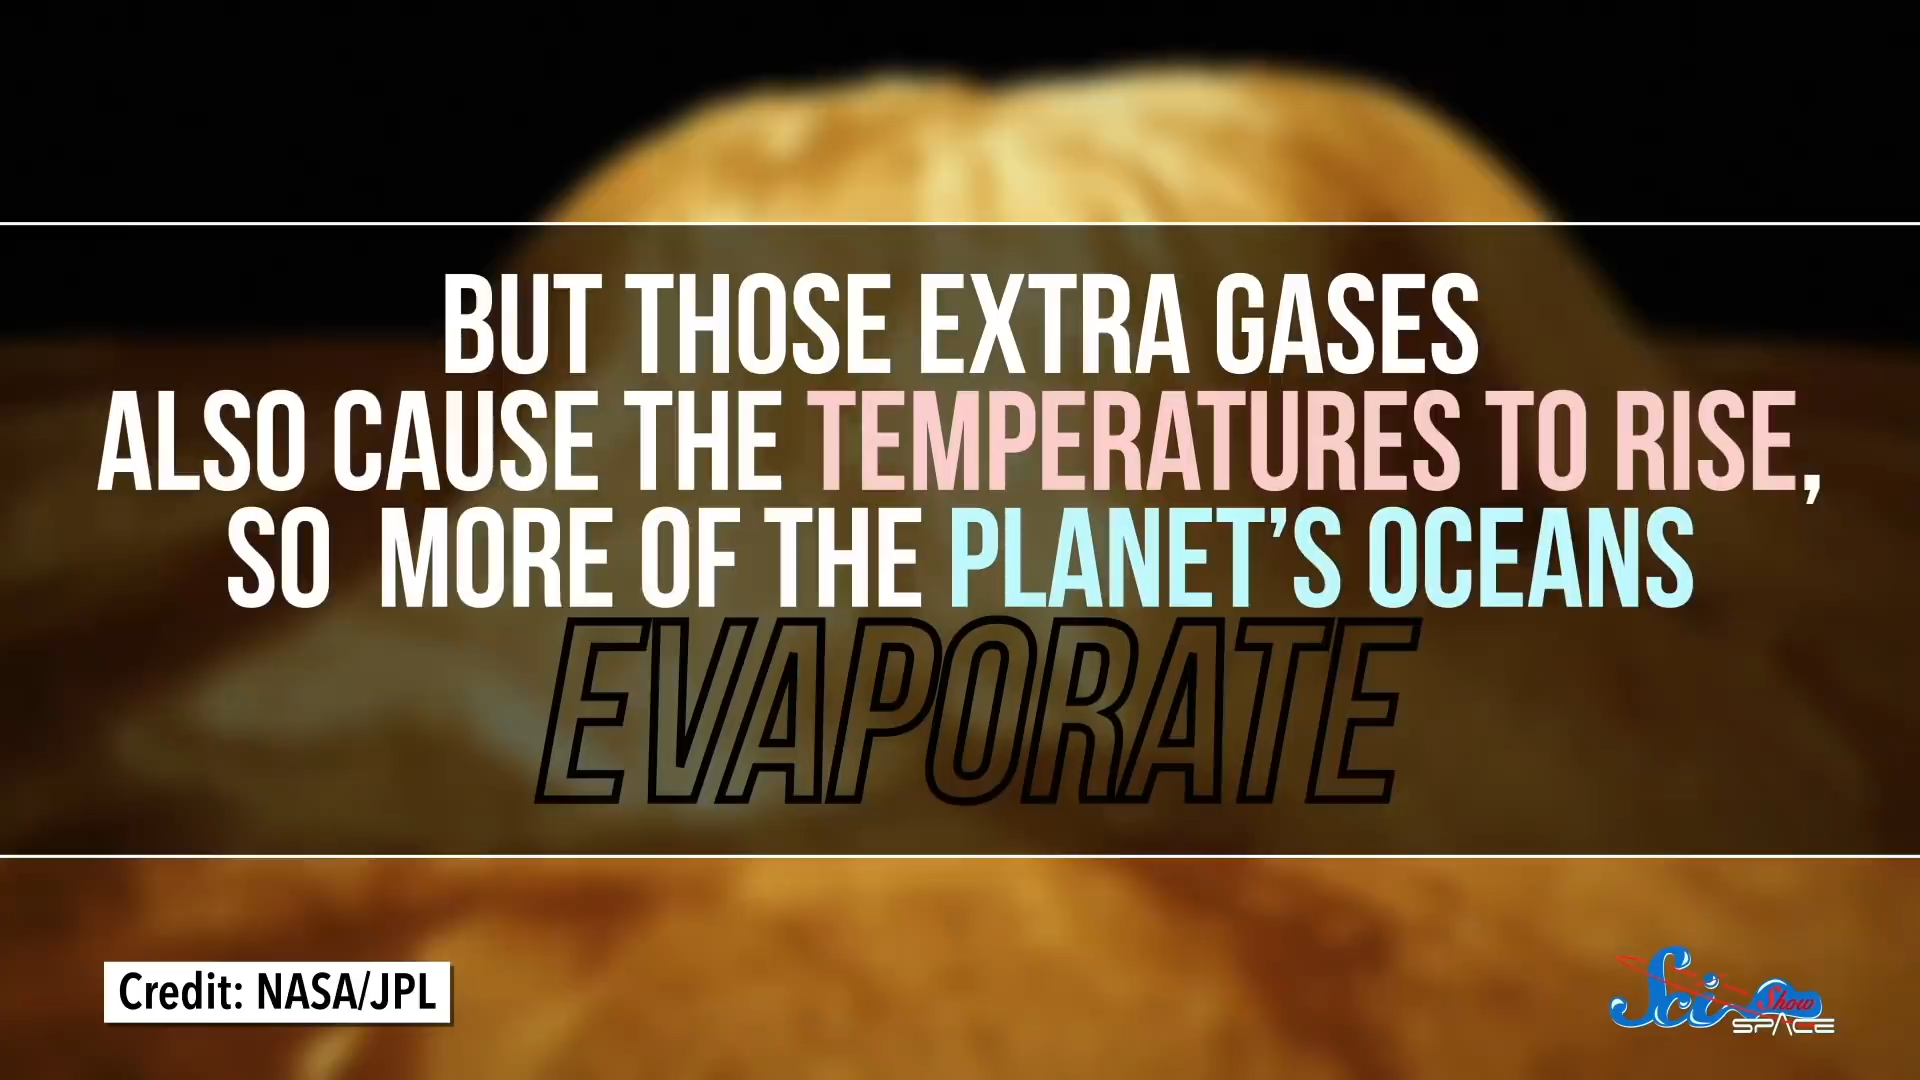 BUT THOSE EXTRA GASES
ALSO CAUSE THE TEMPERATURES TO RISE,
SO MORE OF THE PLANET’S OCEANS
EVAPORATE
Credit: NASA/JPL
Sci Show
SPACE